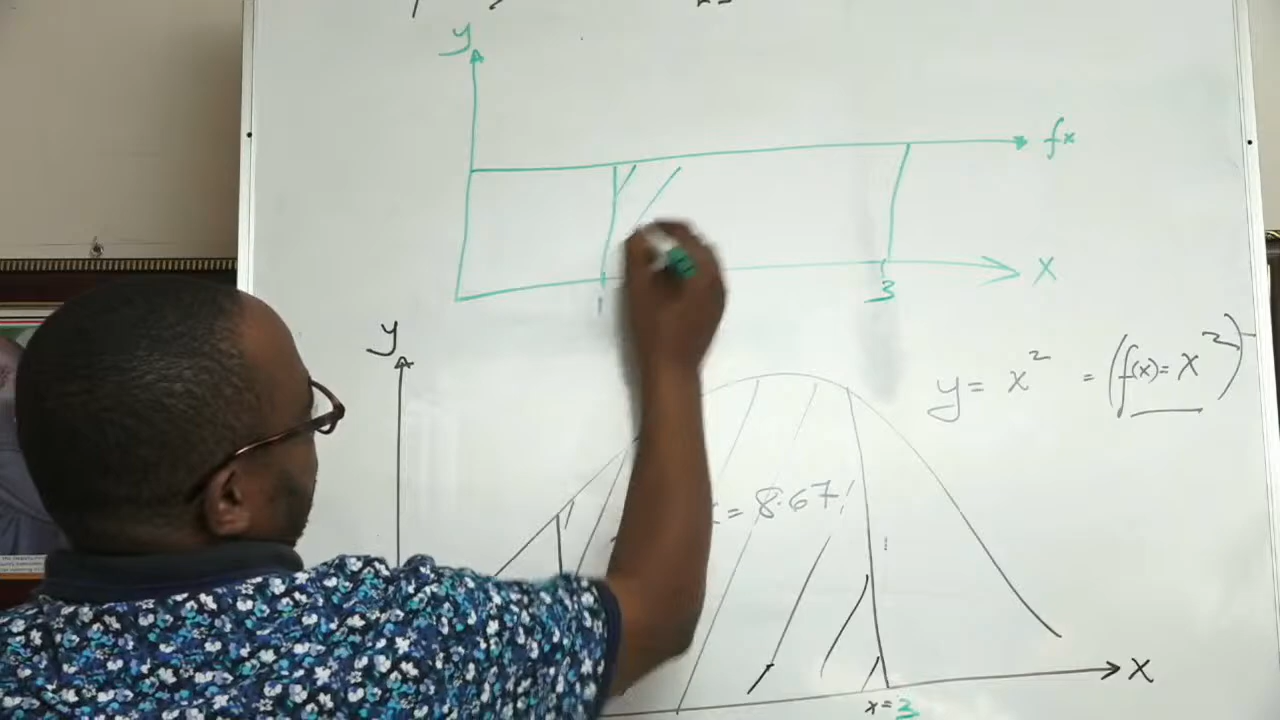 y
fx
1
3
X
y
y = x² = (f(x)= x²)
= 8.67!
X
x = 3